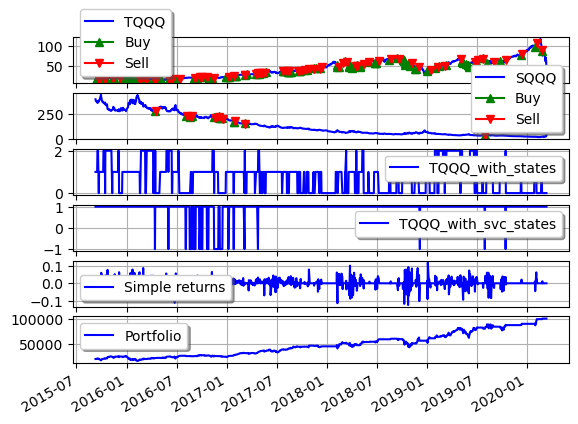 TQQQ
Buy
Sell
100
50
SQQQ
Buy
Sell
250
0
TQQQ_with_states
2
0
TQQQ_with_svc_states
1
0
−1
Simple returns
0.1
0.0
−0.1
Portfolio
100000
50000
2015-07
2016-01
2016-07
2017-01
2017-07
2018-01
2018-07
2019-01
2019-07
2020-01